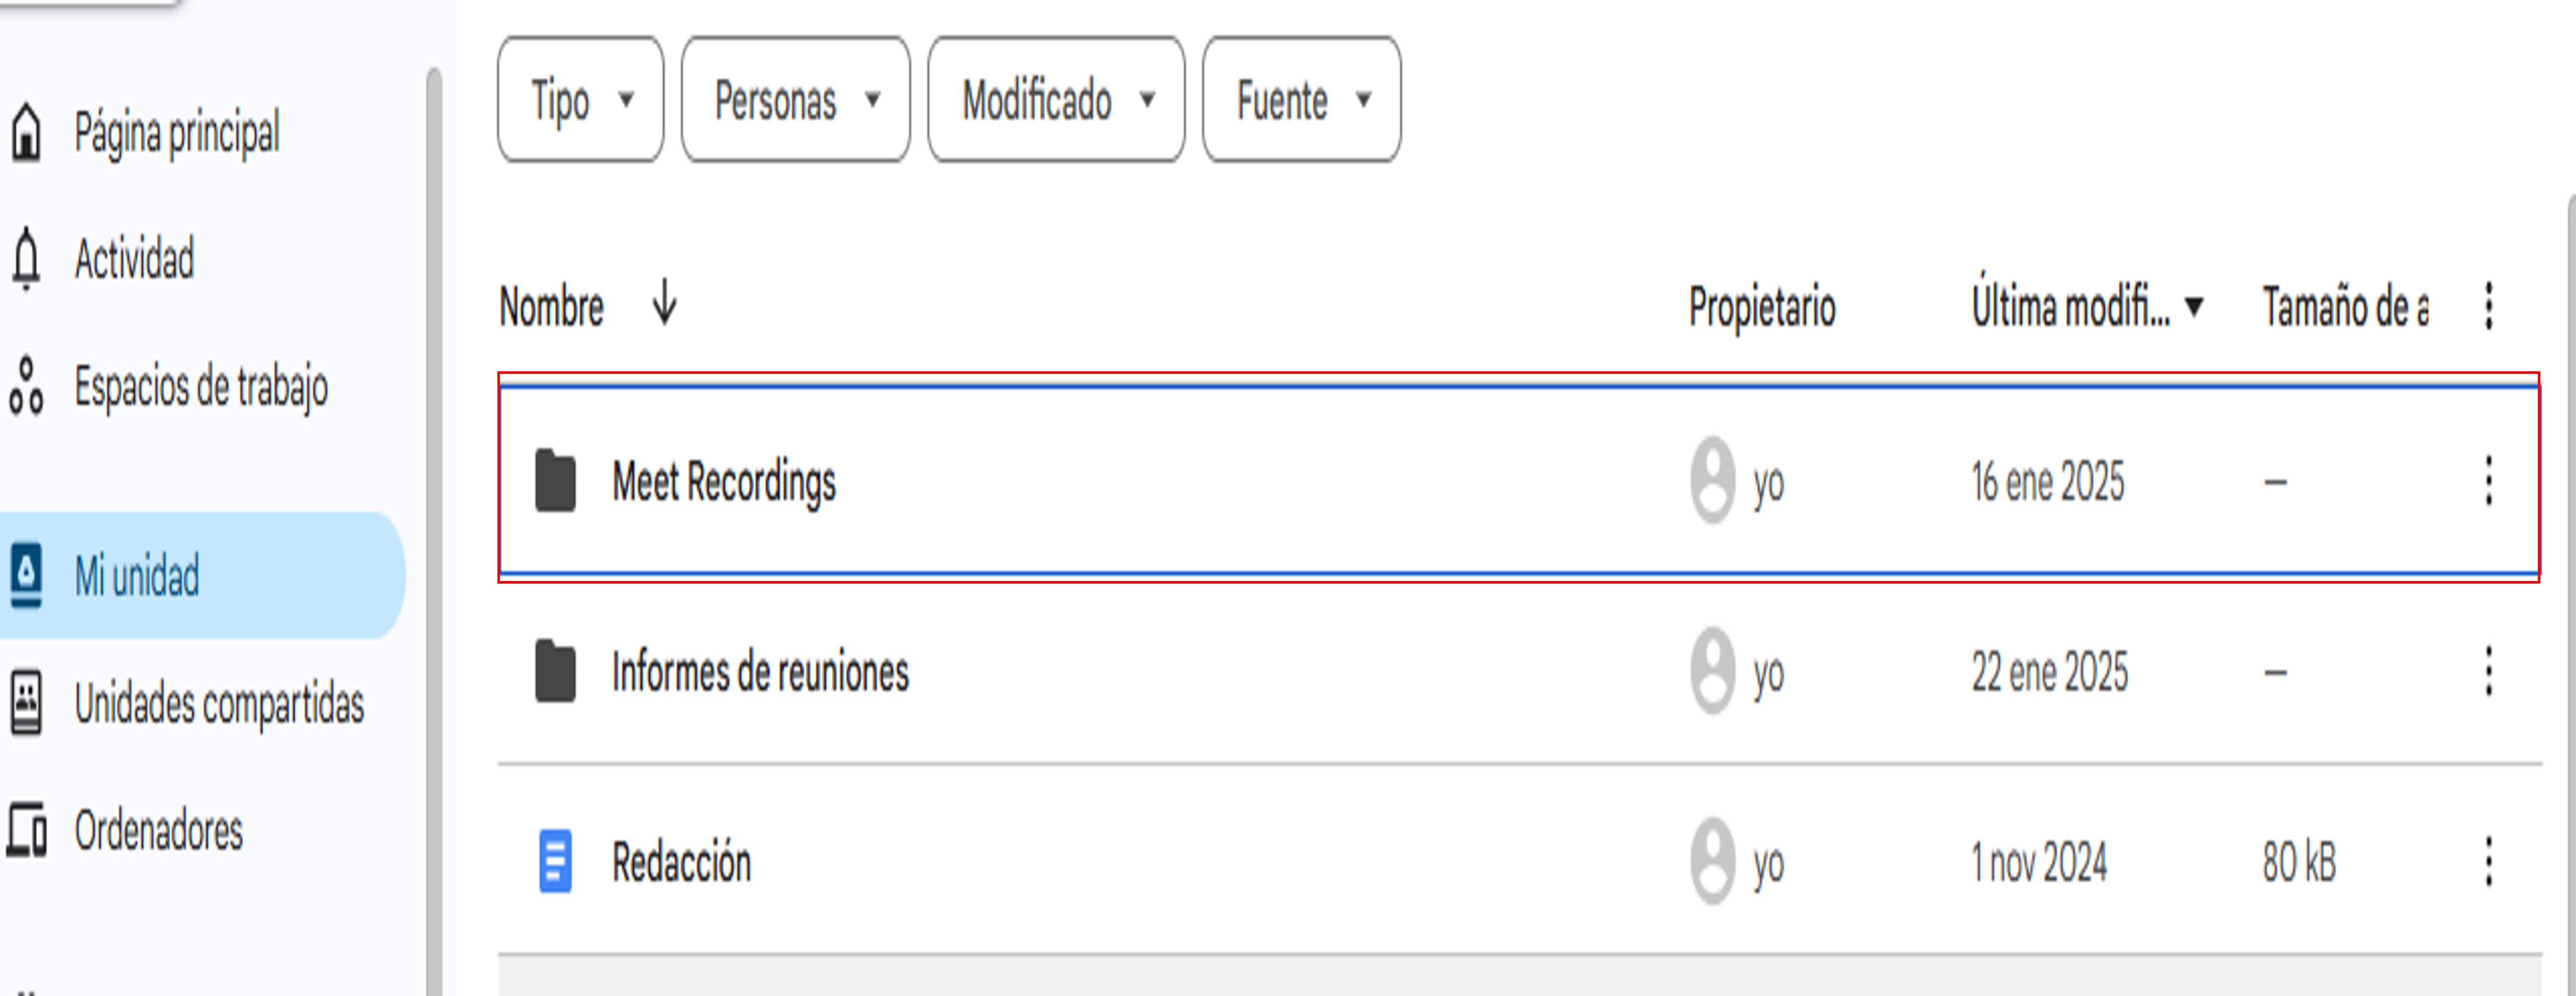 Página principal
Actividad
Espacios de trabajo
Mi unidad
Unidades compartidas
Ordenadores
Tipo Personas Modificado Fuente
Nombre Propietario Última modifi... Tamaño de a
Meet Recordings yo 16 ene 2025 –
Informes de reuniones yo 22 ene 2025 –
Redacción yo 1 nov 2024 80 kB